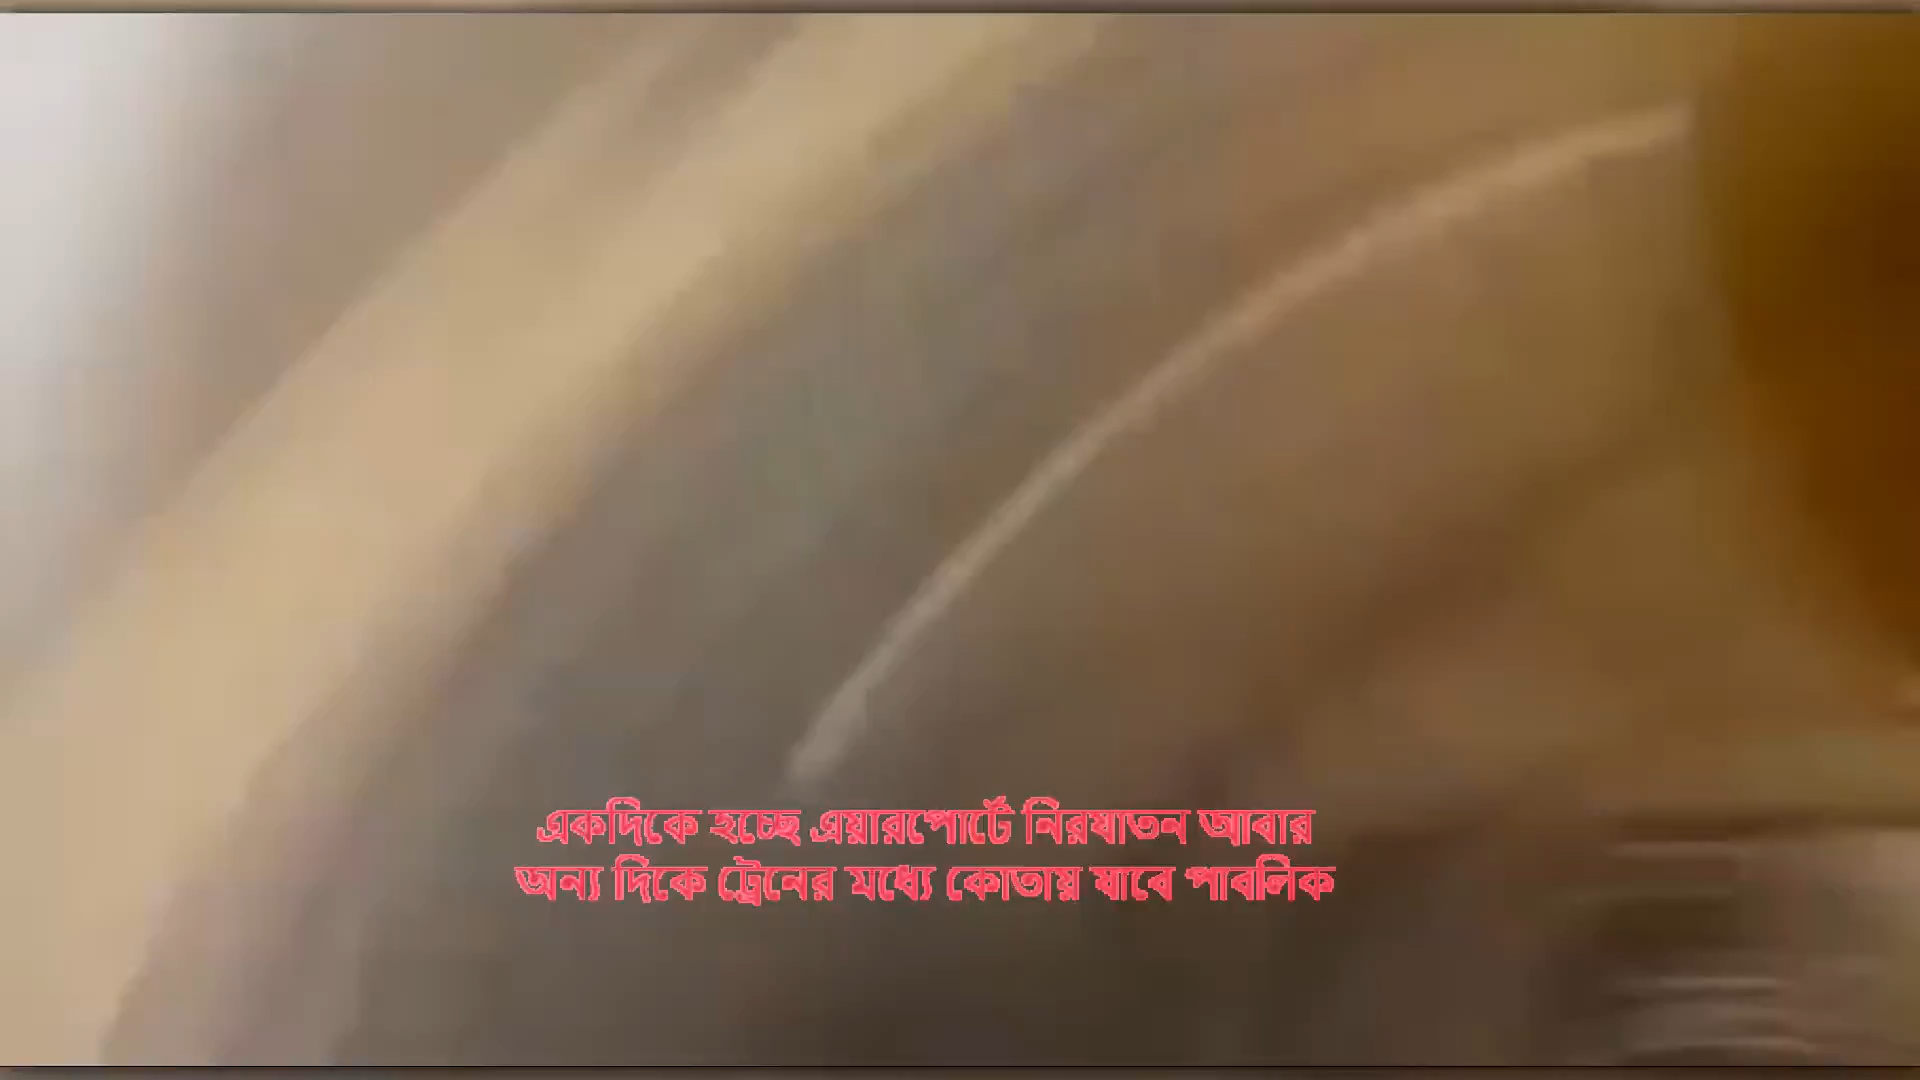 একদিকে হচ্ছে এয়ারপোর্টে নিরযাতন আবার
অন্য দিকে ট্রেনের মধ্যে কোতায় যাবে পাবলিক